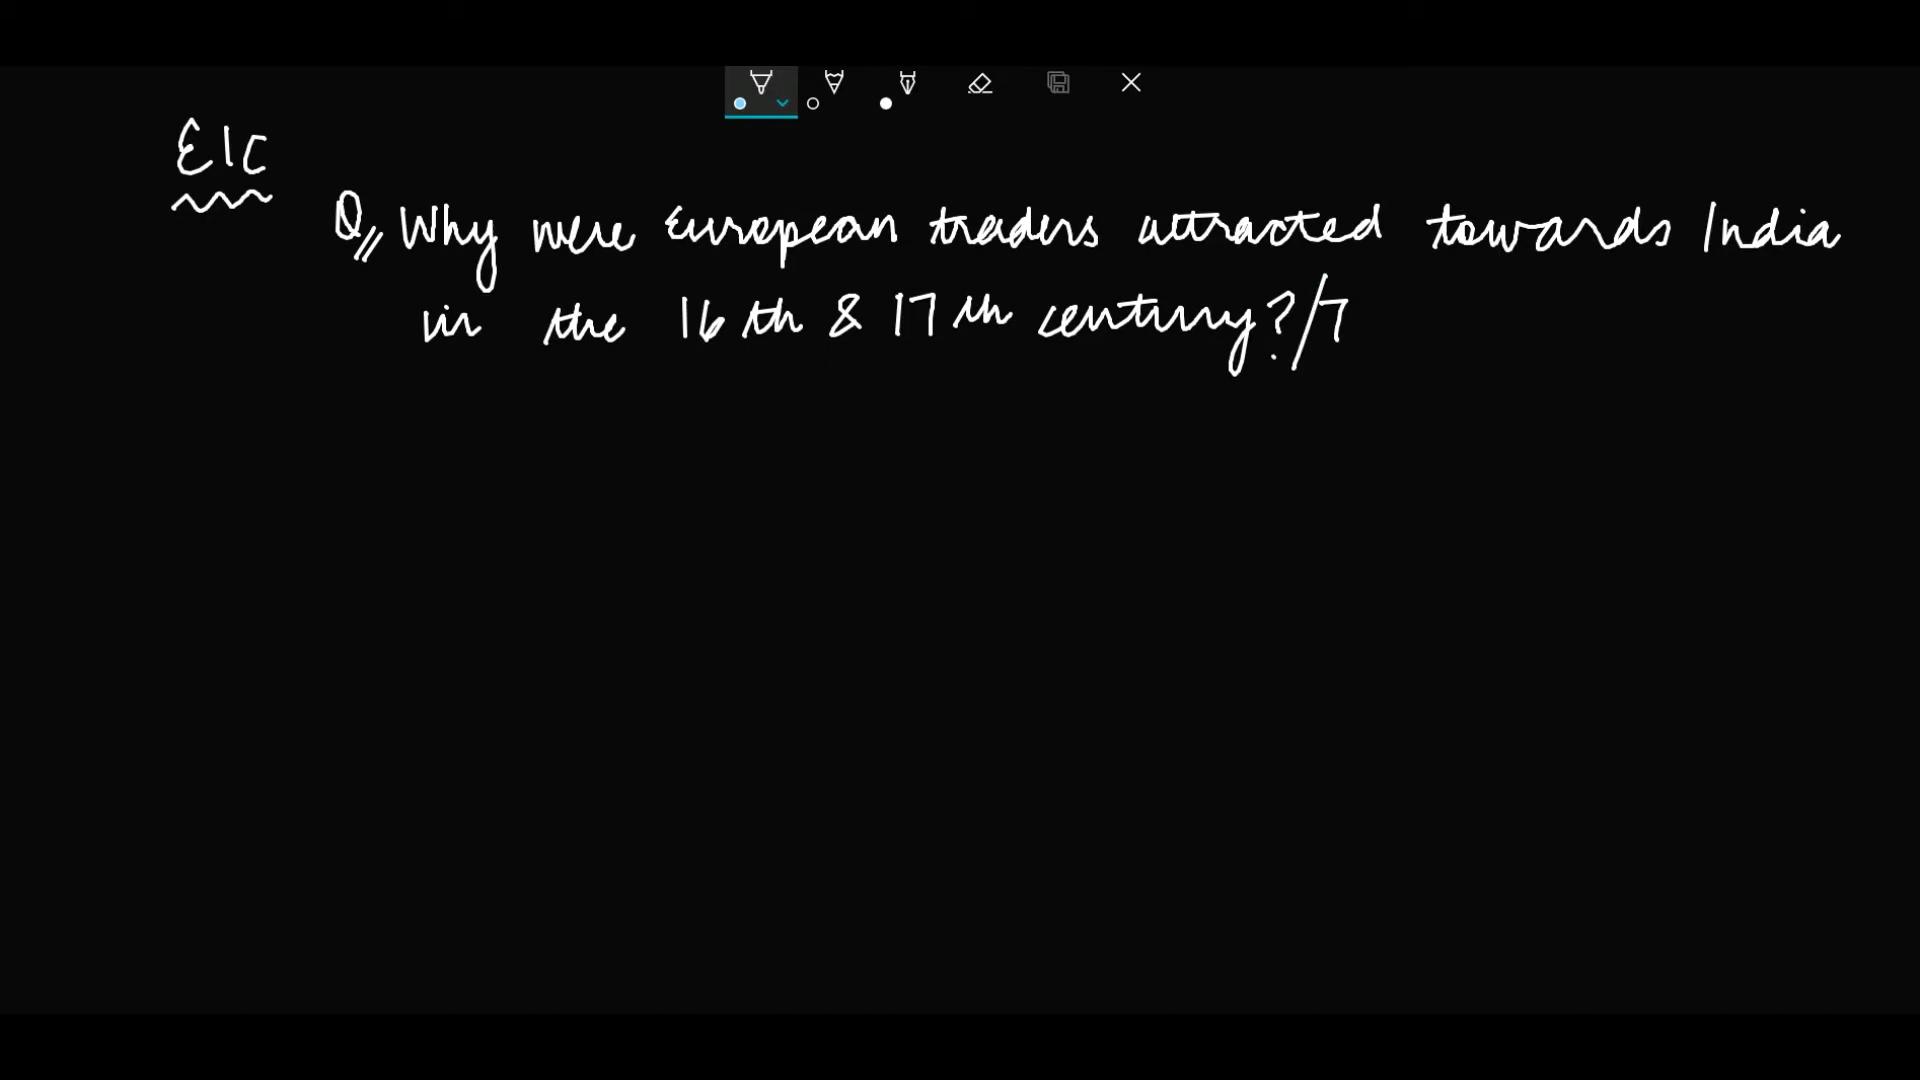 EIC
Q// Why were European traders attracted towards India
in the 16th & 17th century?/7